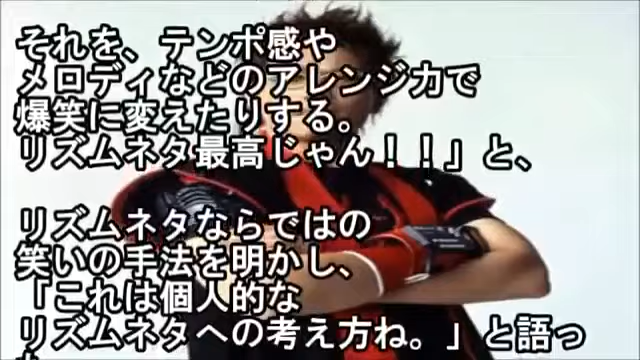 それを、テンポ感や
メロディなどのアレンジ力で
爆笑に変えたりする。
リズムネタ最高じゃん！！」と、
リズムネタならではの
笑いの手法を明かし、
「これは個人的な
リズムネタへの考え方ね。」と語っ